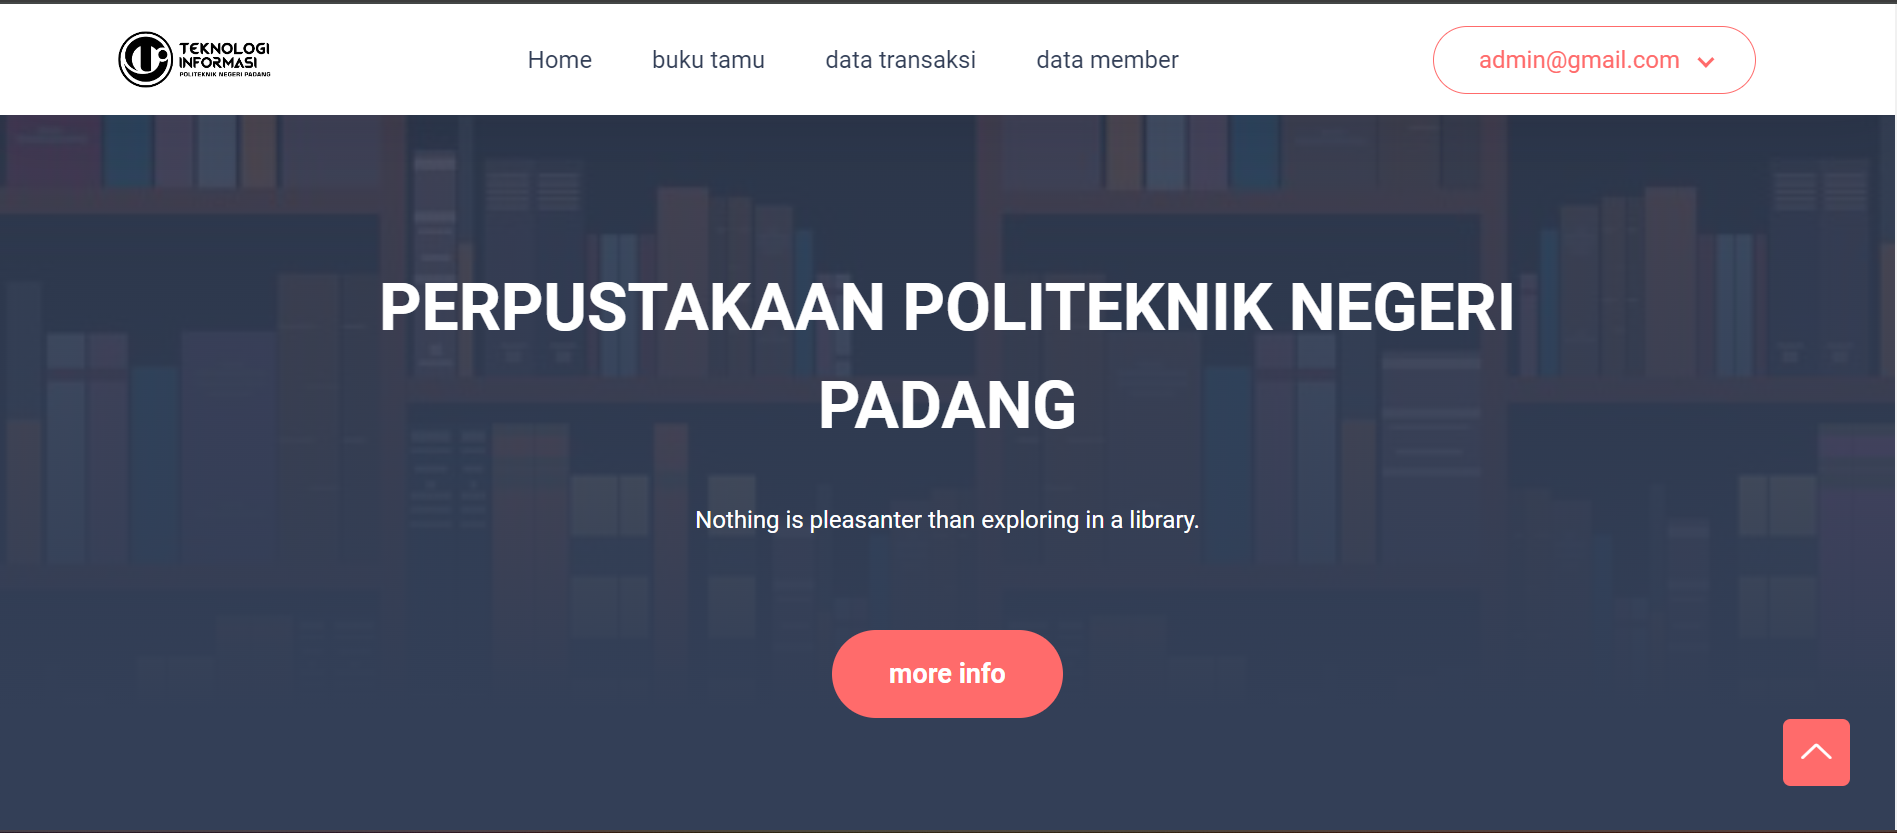 TEKNOLOGI
INFORMASI
POLITEKNIK NEGERI PADANG
Home
buku tamu
data transaksi
data member
admin@gmail.com
PERPUSTAKAAN POLITEKNIK NEGERI
PADANG
Nothing is pleasanter than exploring in a library.
more info